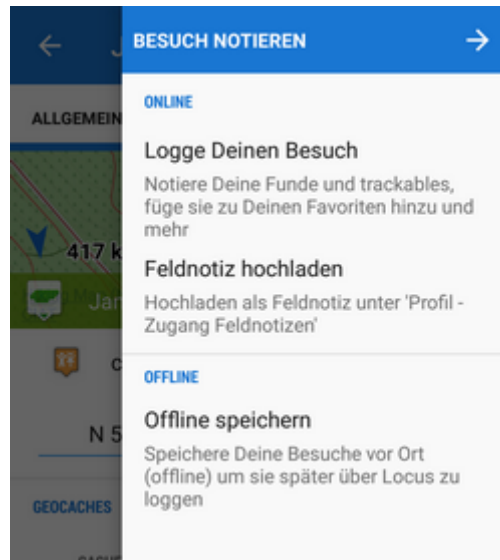 BESUCH NOTIEREN
ALLGEMEIN
ONLINE
Logge Deinen Besuch
Notiere Deine Funde und trackables,
füge sie zu Deinen Favoriten hinzu und
mehr
417 k
Feldnotiz hochladen
Jan
Hochladen als Feldnotiz unter 'Profil -
Zugang Feldnotizen'
OFFLINE
Offline speichern
N 5
Speichere Deine Besuche vor Ort
(offline) um sie später über Locus zu
loggen
GEOCACHES